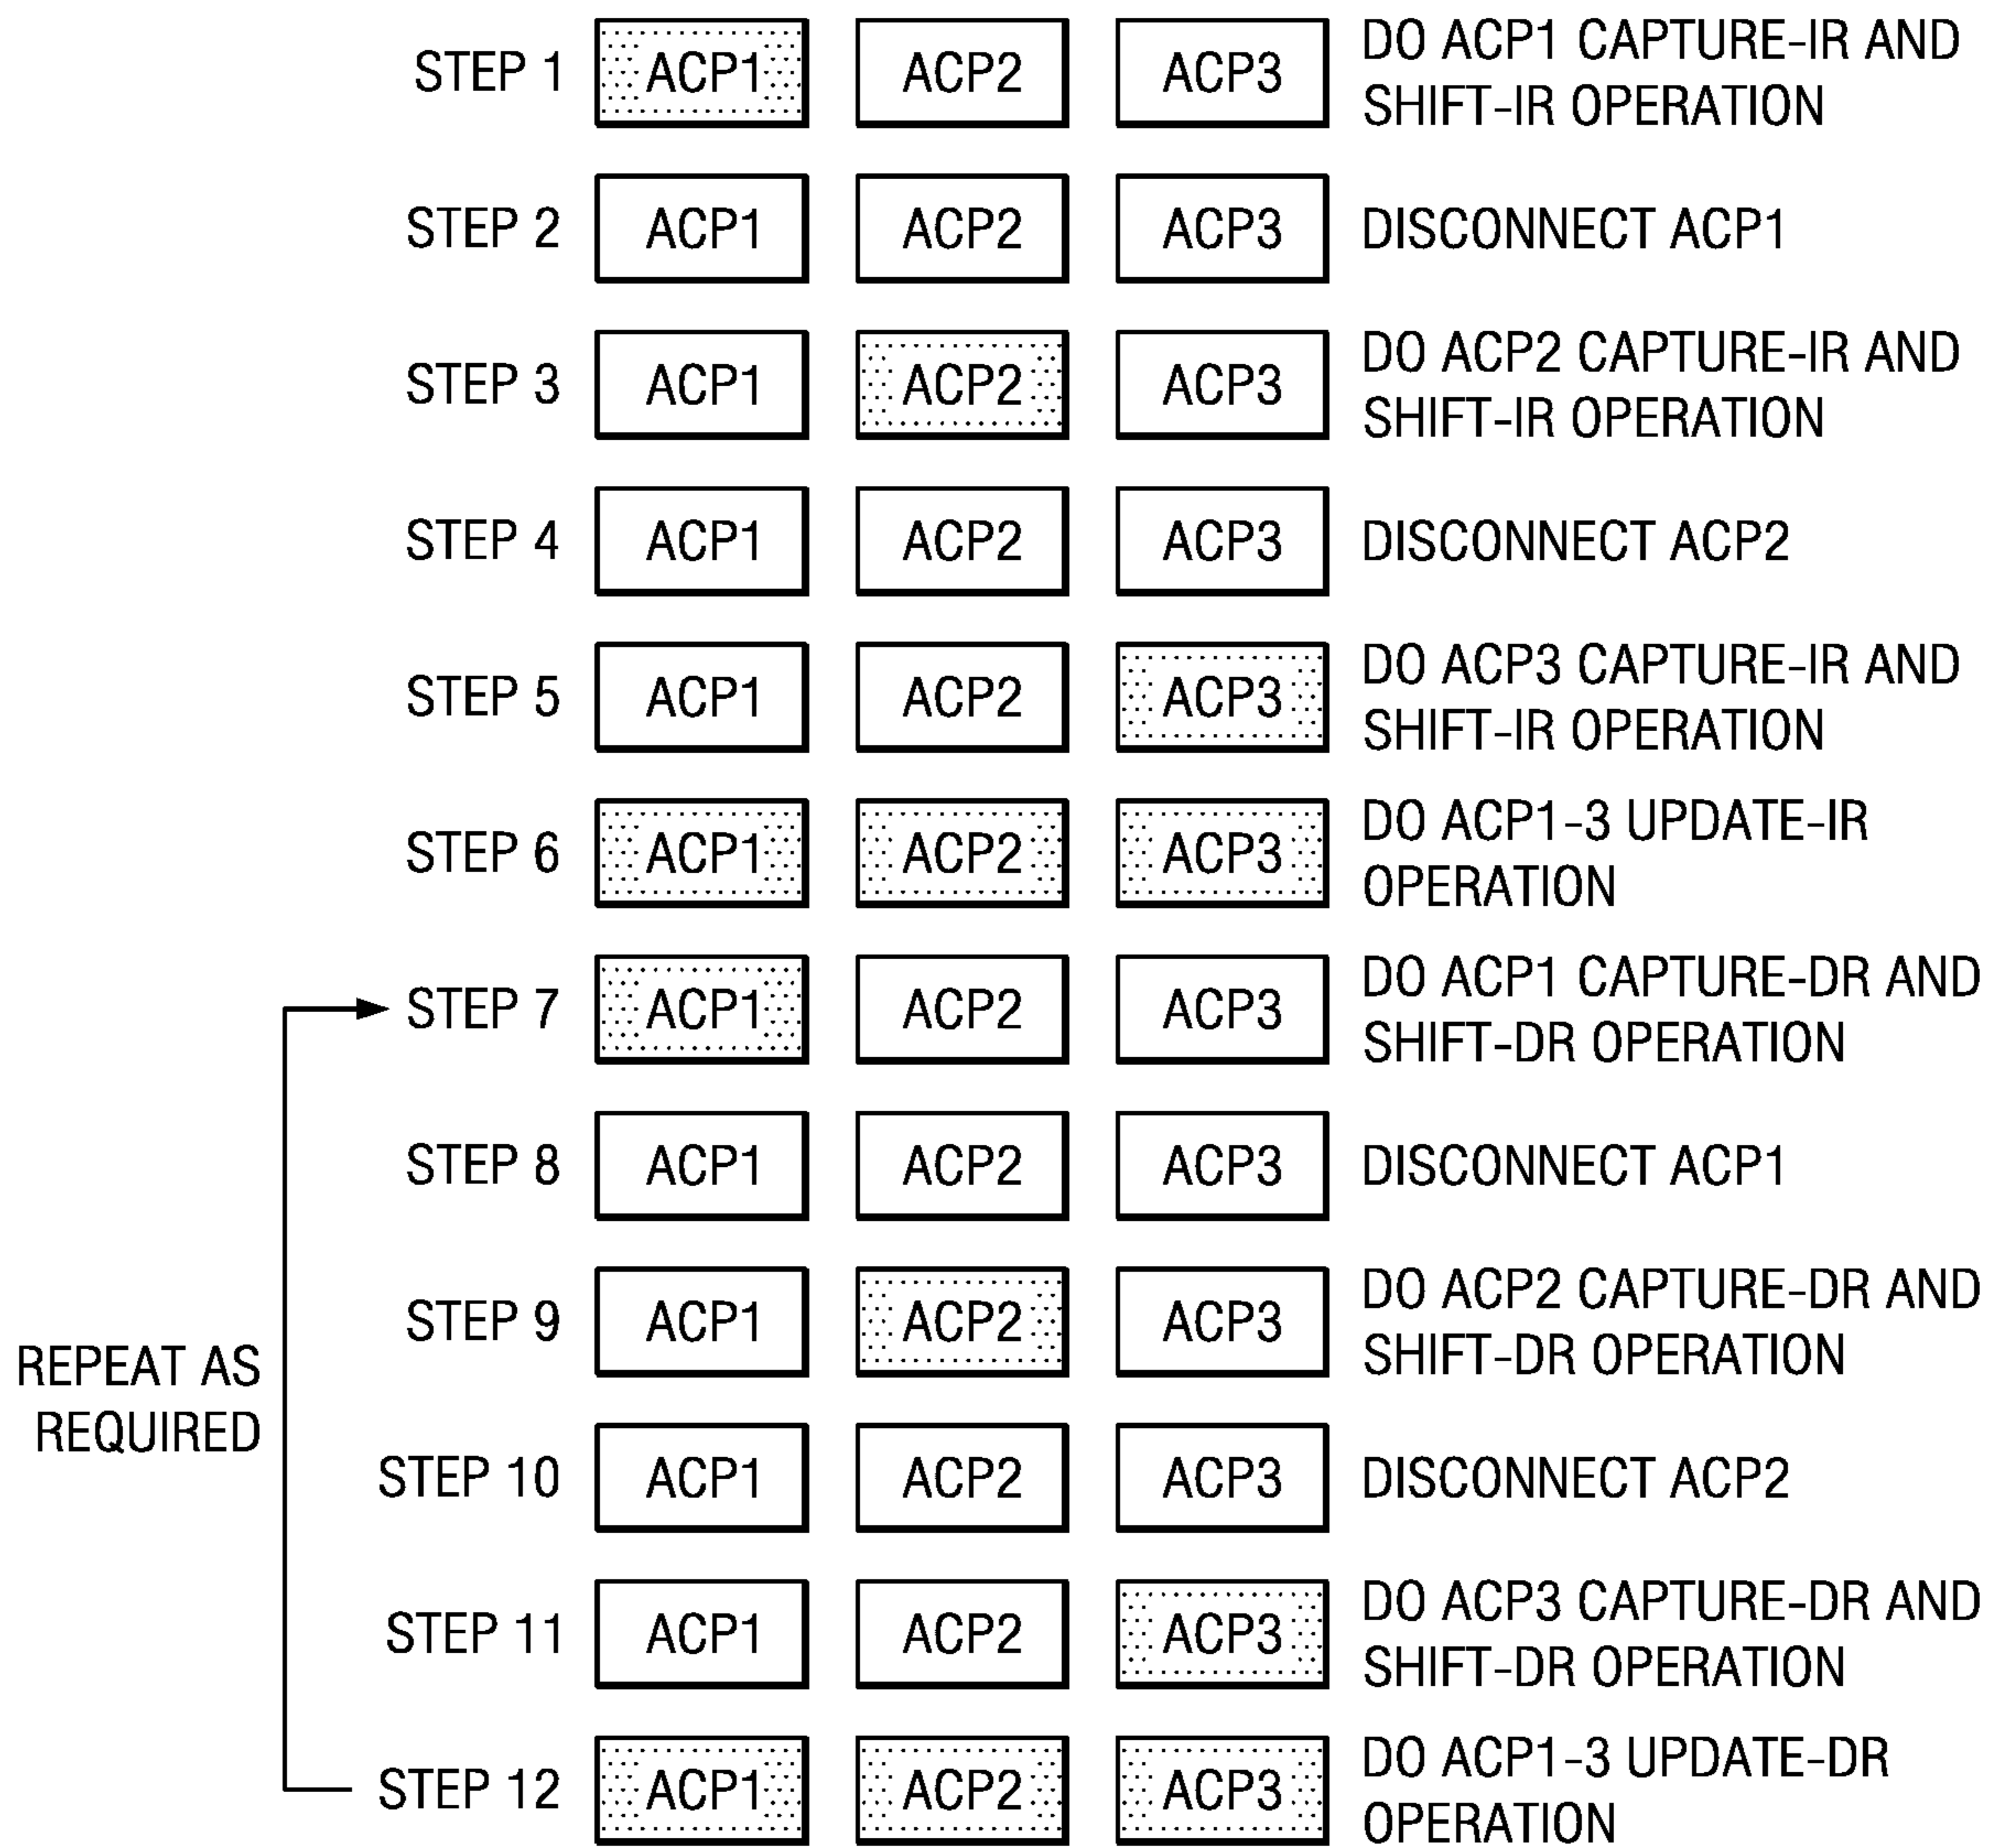 STEP 1 ACP1 ACP2 ACP3 DO ACP1 CAPTURE-IR AND
SHIFT-IR OPERATION
STEP 2 ACP1 ACP2 ACP3 DISCONNECT ACP1
STEP 3 ACP1 ACP2 ACP3 DO ACP2 CAPTURE-IR AND
SHIFT-IR OPERATION
STEP 4 ACP1 ACP2 ACP3 DISCONNECT ACP2
STEP 5 ACP1 ACP2 ACP3 DO ACP3 CAPTURE-IR AND
SHIFT-IR OPERATION
STEP 6 ACP1 ACP2 ACP3 DO ACP1-3 UPDATE-IR
OPERATION
STEP 7 ACP1 ACP2 ACP3 DO ACP1 CAPTURE-DR AND
SHIFT-DR OPERATION
STEP 8 ACP1 ACP2 ACP3 DISCONNECT ACP1
STEP 9 ACP1 ACP2 ACP3 DO ACP2 CAPTURE-DR AND
SHIFT-DR OPERATION
REPEAT AS
REQUIRED
STEP 10 ACP1 ACP2 ACP3 DISCONNECT ACP2
STEP 11 ACP1 ACP2 ACP3 DO ACP3 CAPTURE-DR AND
SHIFT-DR OPERATION
STEP 12 ACP1 ACP2 ACP3 DO ACP1-3 UPDATE-DR
OPERATION